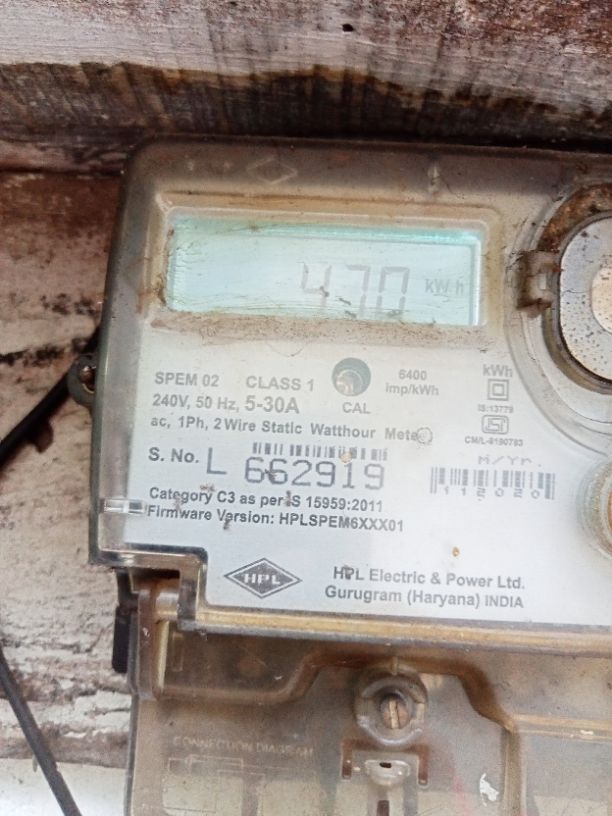 470 kWh
SPEM 02 CLASS 1
240V, 50 Hz, 5-30A
CAL
6400
imp/kWh
kWh
IS:13779
CM/L-9190793
ac, 1Ph, 2 Wire Static Watthour Meter
S. No. L 662919
M/Yr.
112020
Category C3 as per IS 15959:2011
Firmware Version: HPLSPEM6XXX01
HPL
HPL Electric & Power Ltd.
Gurugram (Haryana) INDIA
CONNECTION DIAGRAM